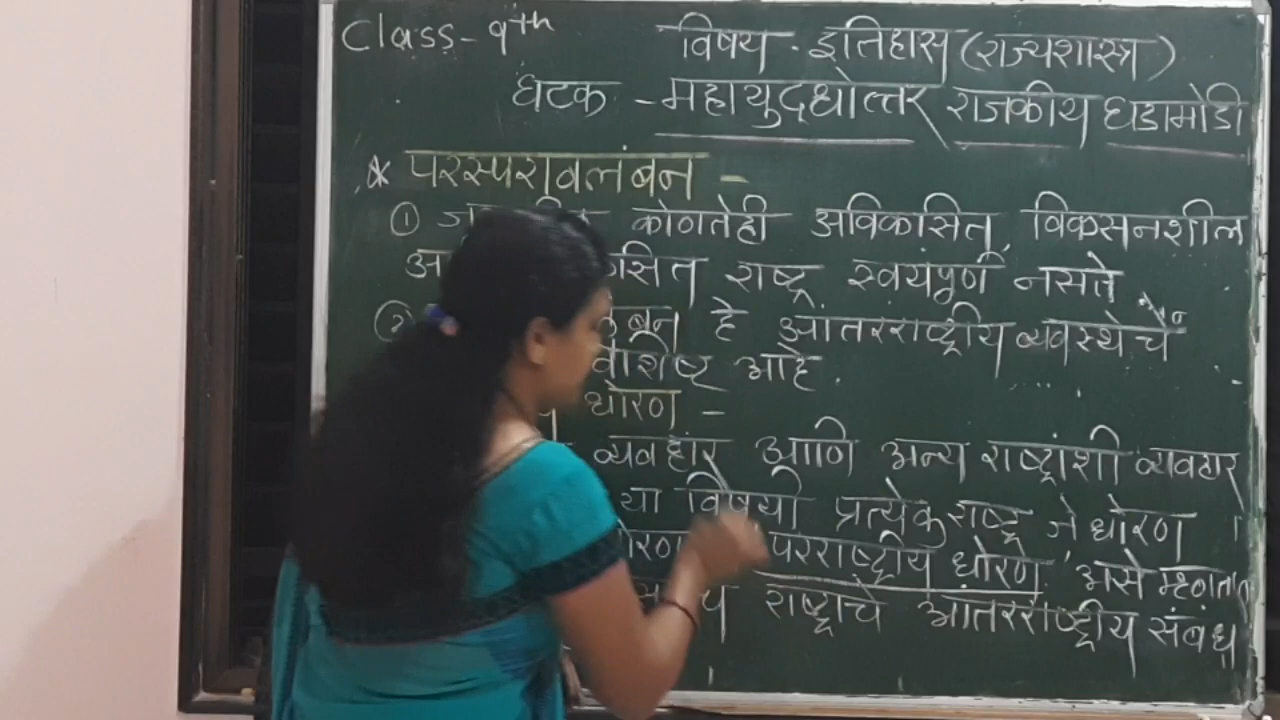 Class - 9th
विषय - इतिहास (राज्यशास्त्र)
घटक - महायुद्धोत्तर राजकीय घडामोडी
* परस्परावलंबन -
① कोणतेही अविकसित, विकसनशील
राष्ट्र स्वयंपूर्ण नसते
② हे आंतरराष्ट्रीय व्यवस्थेचे
आहे.
धोरण -
व्यवहार आणि अन्य राष्ट्रांशी व्यवहार
या विषयी प्रत्येक राष्ट्र जे धोरण
परराष्ट्रीय धोरण असे म्हणतात
राष्ट्राचे आंतरराष्ट्रीय संबंध